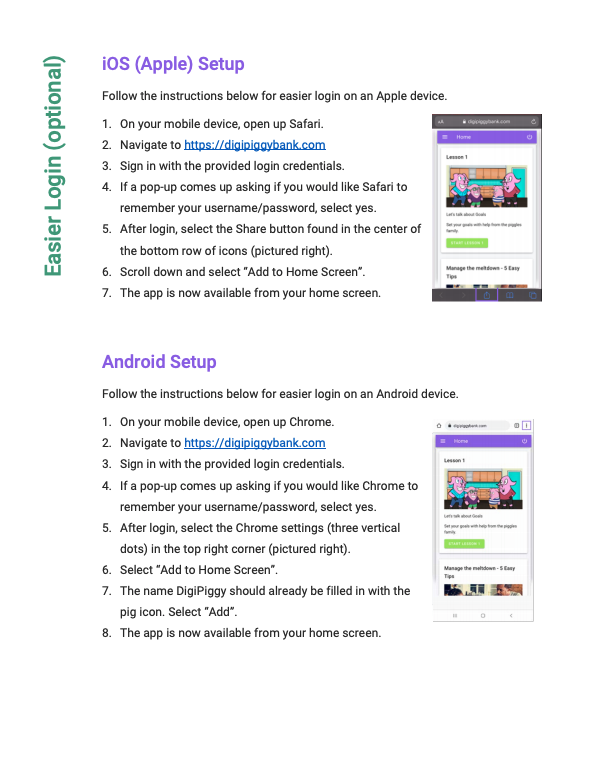 Easier Login (optional)
iOS (Apple) Setup
Follow the instructions below for easier login on an Apple device.
1. On your mobile device, open up Safari.
2. Navigate to https://digipiggybank.com
3. Sign in with the provided login credentials.
4. If a pop-up comes up asking if you would like Safari to
remember your username/password, select yes.
5. After login, select the Share button found in the center of
the bottom row of icons (pictured right).
6. Scroll down and select “Add to Home Screen”.
7. The app is now available from your home screen.
AA digipiggybank.com
Home
Lesson 1
Let's talk about Goals
Set your goals with help from the piggies
family
START LESSON 1
Manage the meltdown - 5 Easy
Tips
Android Setup
Follow the instructions below for easier login on an Android device.
1. On your mobile device, open up Chrome.
2. Navigate to https://digipiggybank.com
3. Sign in with the provided login credentials.
4. If a pop-up comes up asking if you would like Chrome to
remember your username/password, select yes.
5. After login, select the Chrome settings (three vertical
dots) in the top right corner (pictured right).
6. Select “Add to Home Screen”.
7. The name DigiPiggy should already be filled in with the
pig icon. Select “Add”.
8. The app is now available from your home screen.
digipiggybank.com
Home
Lesson 1
Let's talk about Goals
Set your goals with help from the piggies
family
START LESSON 1
Manage the meltdown - 5 Easy
Tips